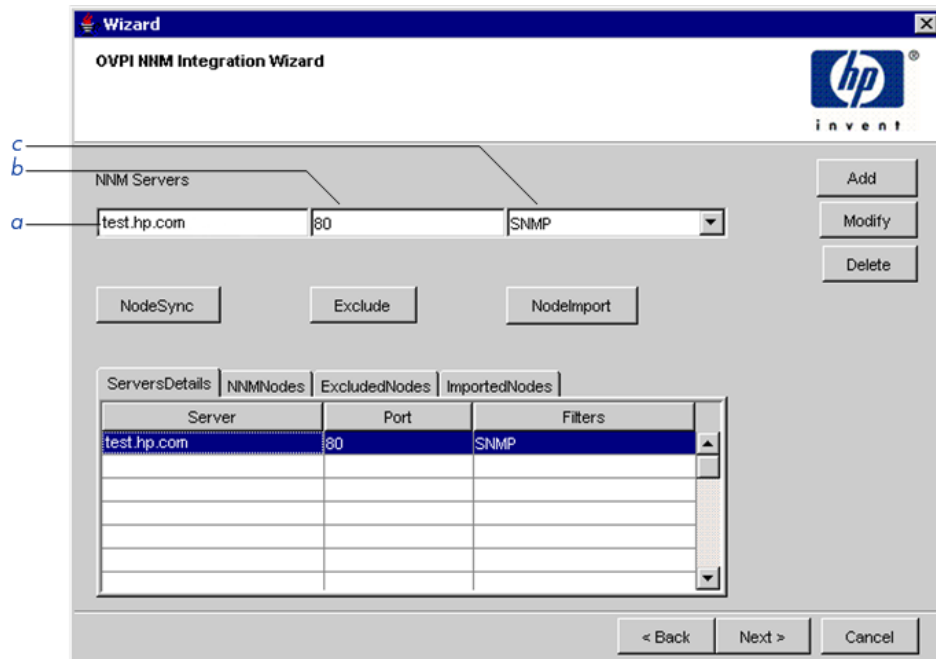 Wizard
OVPI NNM Integration Wizard
hp
®
invent
c
b
NNM Servers
Add
a
test.hp.com 80 SNMP
Modify
Delete
NodeSync Exclude NodeImport
ServersDetails NNMNodes ExcludedNodes ImportedNodes
Server Port Filters
test.hp.com 80 SNMP
< Back Next > Cancel